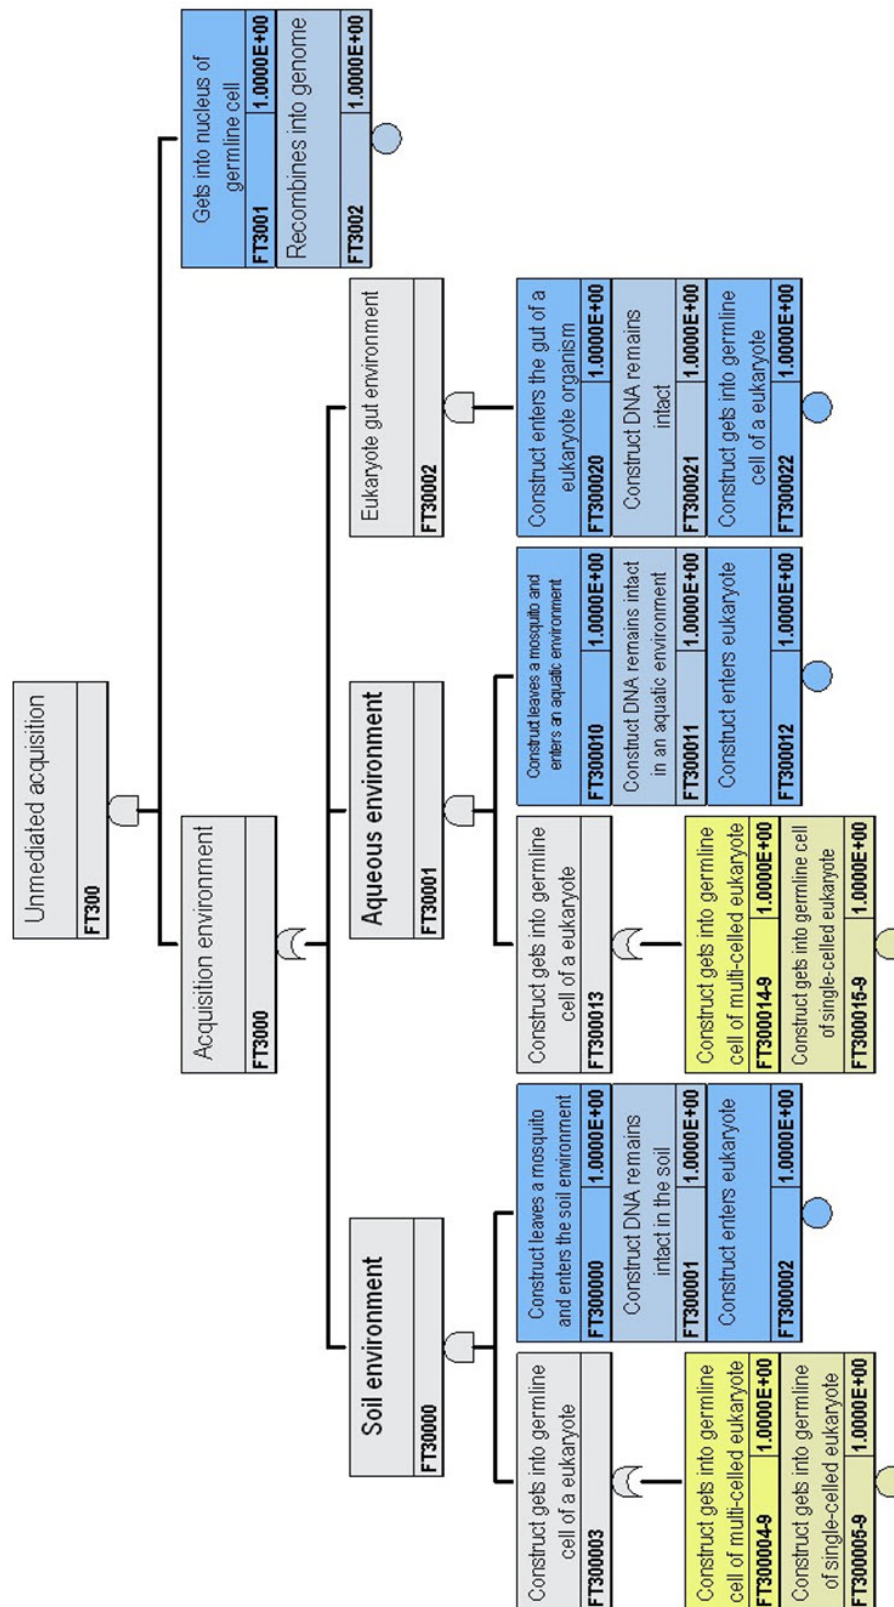 Unmediated acquisition
FT300
Acquisition environment
FT3000
Gets into nucleus of
germline cell
FT3001 1.0000E+00
Recombines into genome
FT3002 1.0000E+00
Soil environment
FT30000
Aqueous environment
FT30001
Eukaryote gut environment
FT30002
Construct gets into germline
cell of a eukaryote
FT300003
Construct leaves a mosquito
and enters the soil environment
FT300000 1.0000E+00
Construct DNA remains
intact in the soil
FT300001 1.0000E+00
Construct enters eukaryote
FT300002 1.0000E+00
Construct gets into germline
cell of a eukaryote
FT300013
Construct leaves a mosquito and
enters an aquatic environment
FT300010 1.0000E+00
Construct DNA remains intact
in an aquatic environment
FT300011 1.0000E+00
Construct enters eukaryote
FT300012 1.0000E+00
Construct enters the gut of a
eukaryote organism
FT300020 1.0000E+00
Construct DNA remains
intact
FT300021 1.0000E+00
Construct gets into germline
cell of a eukaryote
FT300022 1.0000E+00
Construct gets into germline
cell of multi-celled eukaryote
FT300004-9 1.0000E+00
Construct gets into germline cell
of single-celled eukaryote
FT300005-9 1.0000E+00
Construct gets into germline
cell of multi-celled eukaryote
FT300014-9 1.0000E+00
Construct gets into germline cell
of single-celled eukaryote
FT300015-9 1.0000E+00